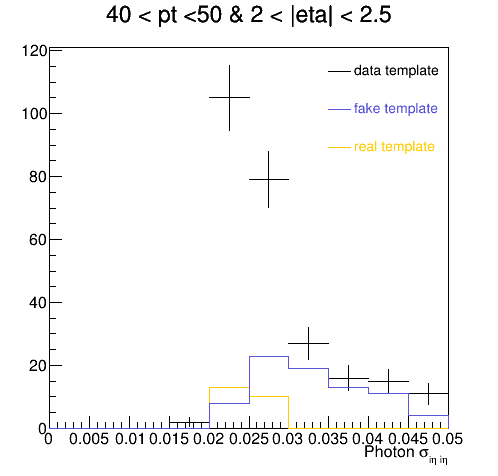 40 < pt <50 & 2 < |eta| < 2.5
120
100
80
60
40
20
0
data template
fake template
real template
0 0.005 0.01 0.015 0.02 0.025 0.03 0.035 0.04 0.045 0.05
Photon σiη iη